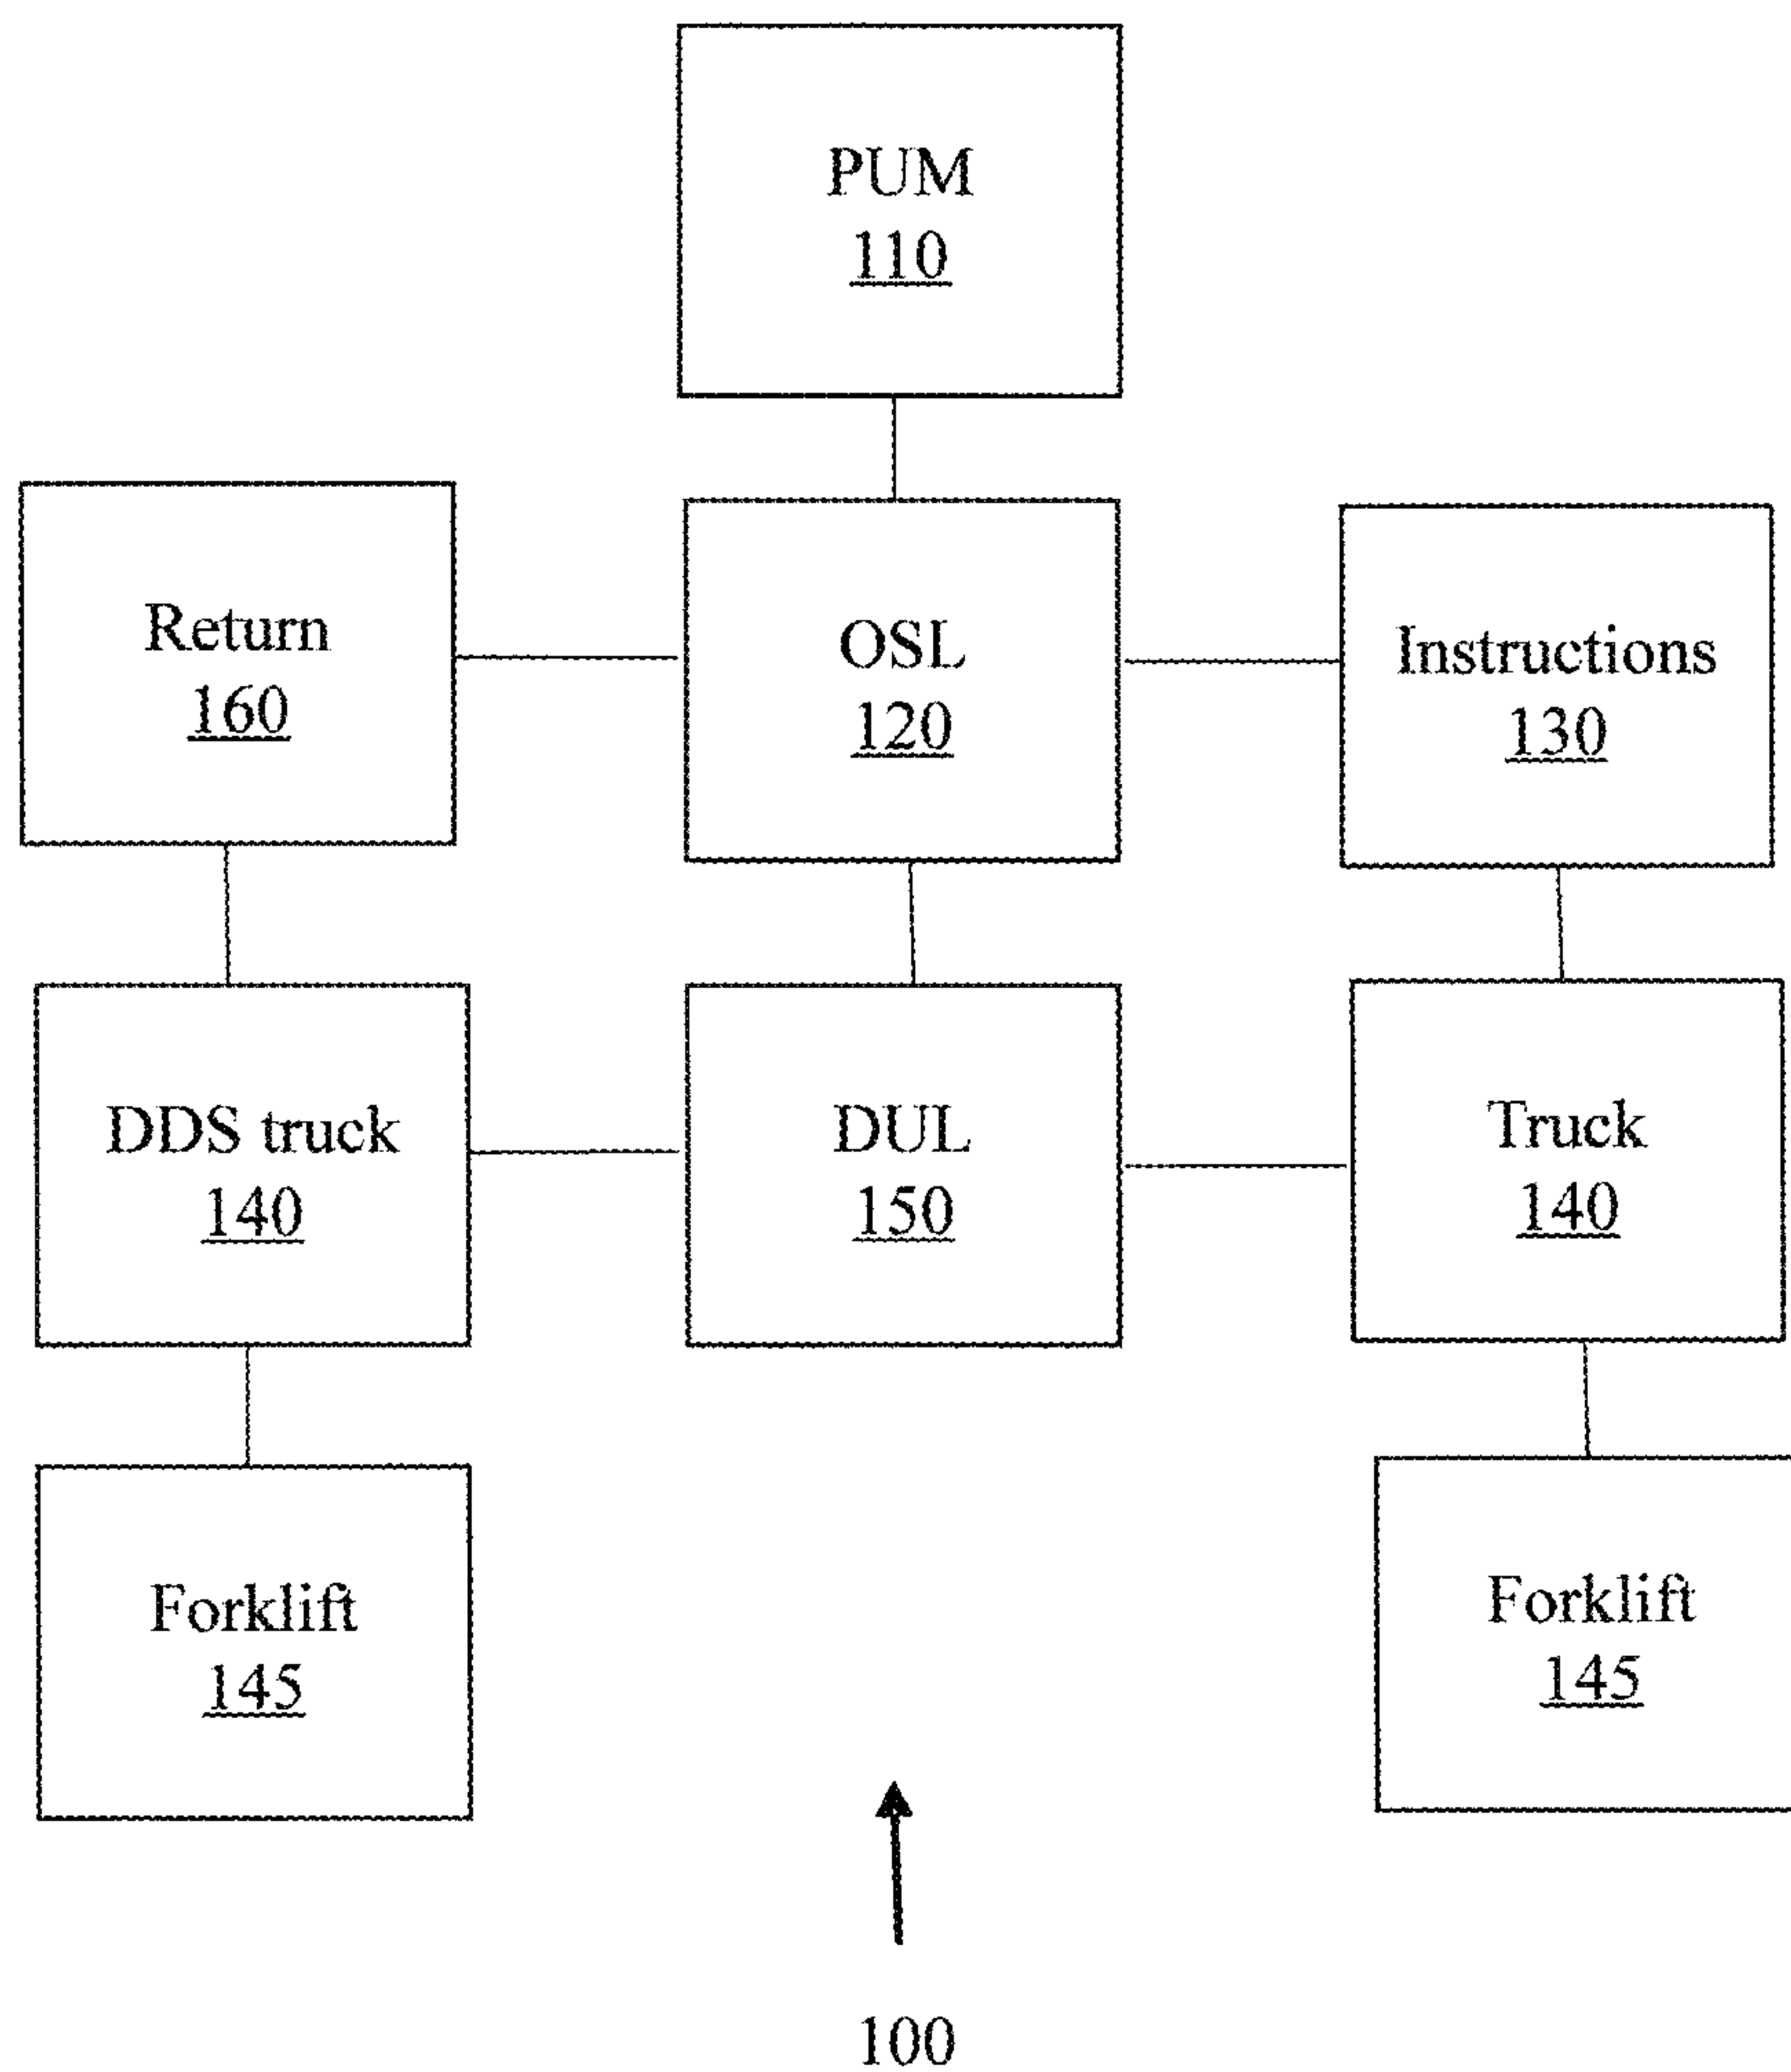 PUM
110
Return
160
OSL
120
Instructions
130
DDS truck
140
DUL
150
Truck
140
Forklift
145
Forklift
145
100